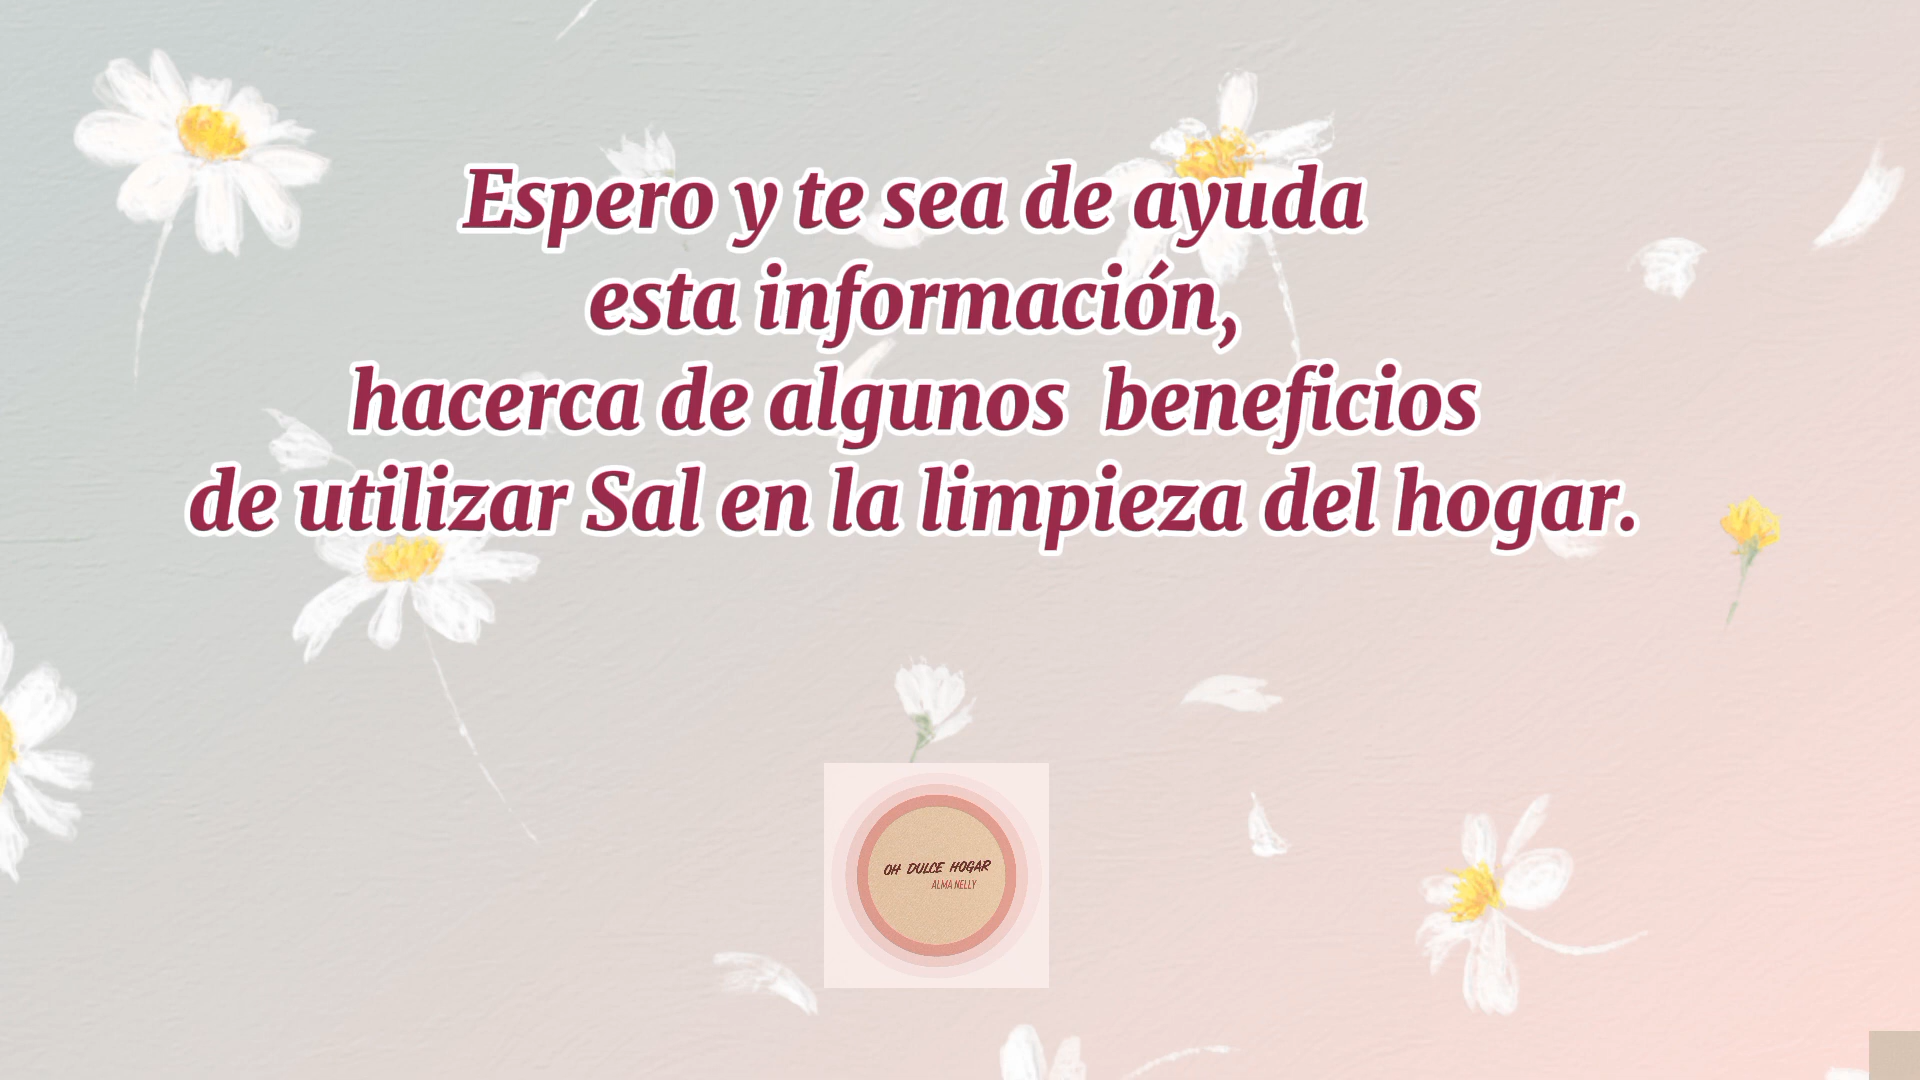 Espero y te sea de ayuda
esta información,
hacerca de algunos  beneficios
de utilizar Sal en la limpieza del hogar.
OH DULCE HOGAR
ALMA NELLY